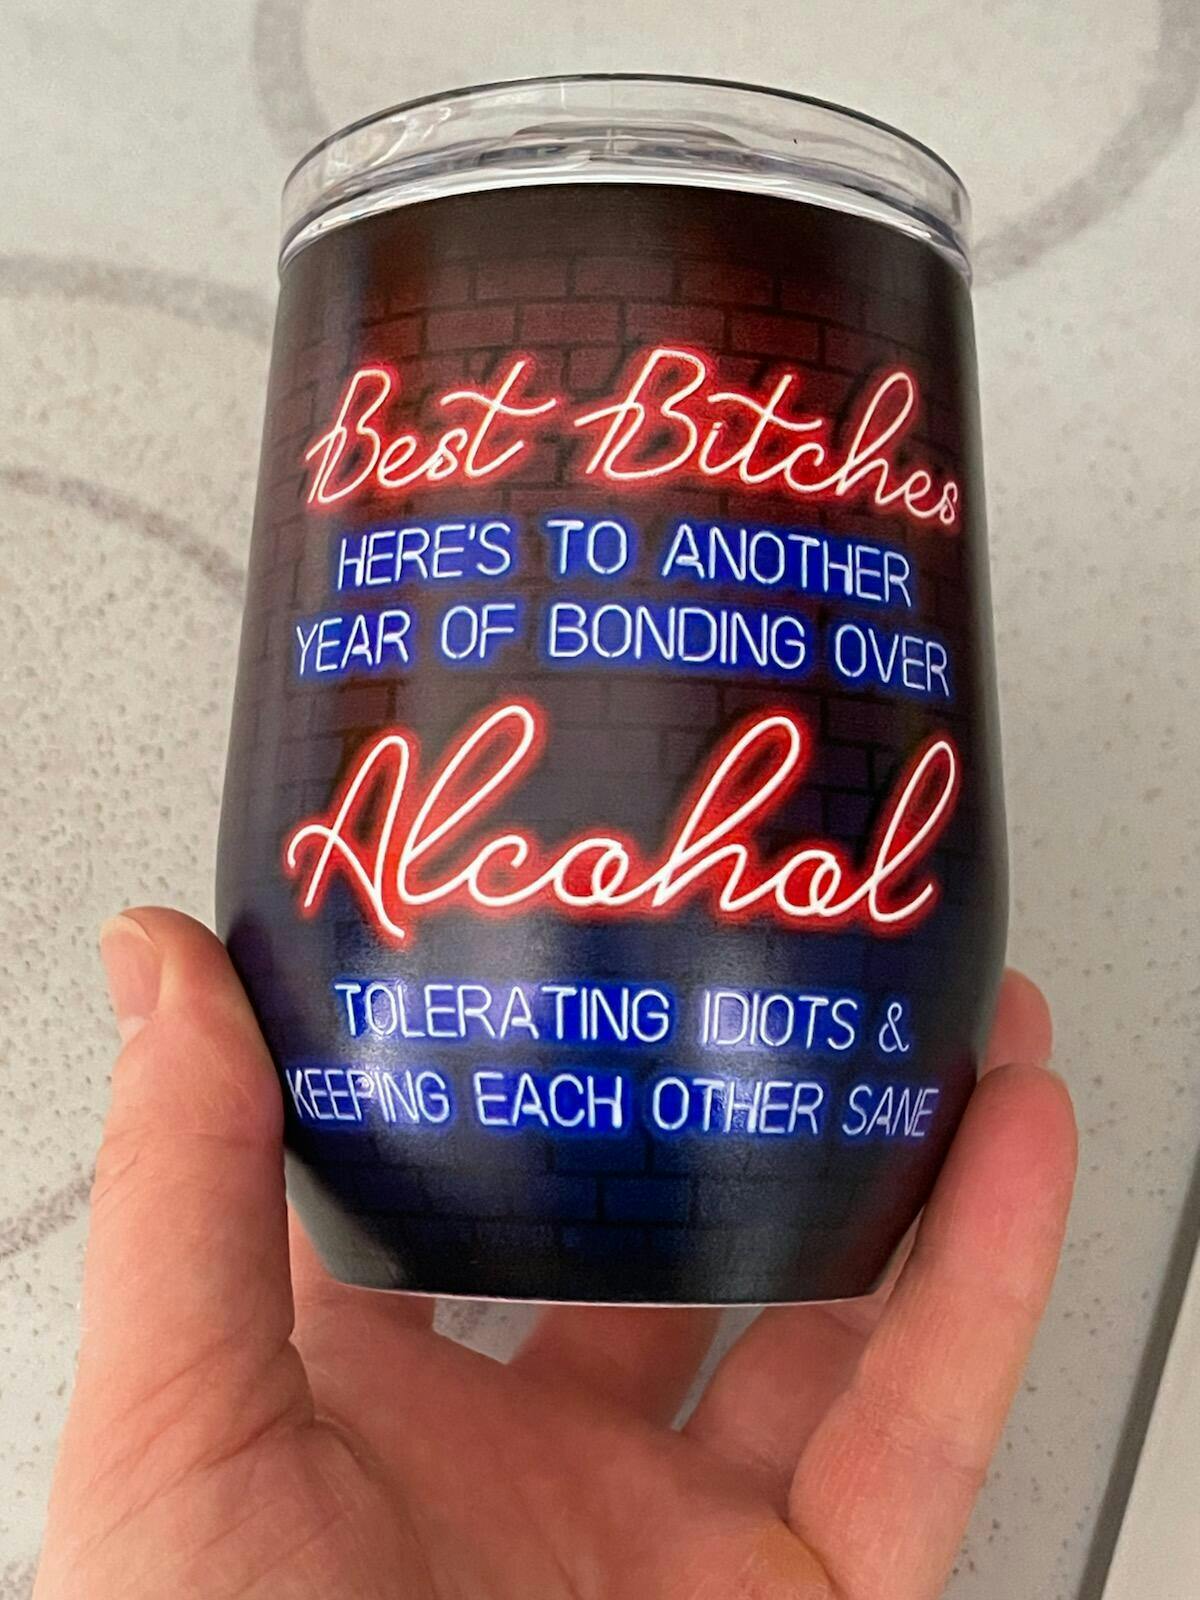 Best Bitches
HERE'S TO ANOTHER
YEAR OF BONDING OVER
Alcohol
TOLERATING IDIOTS &
KEEPING EACH OTHER SANE